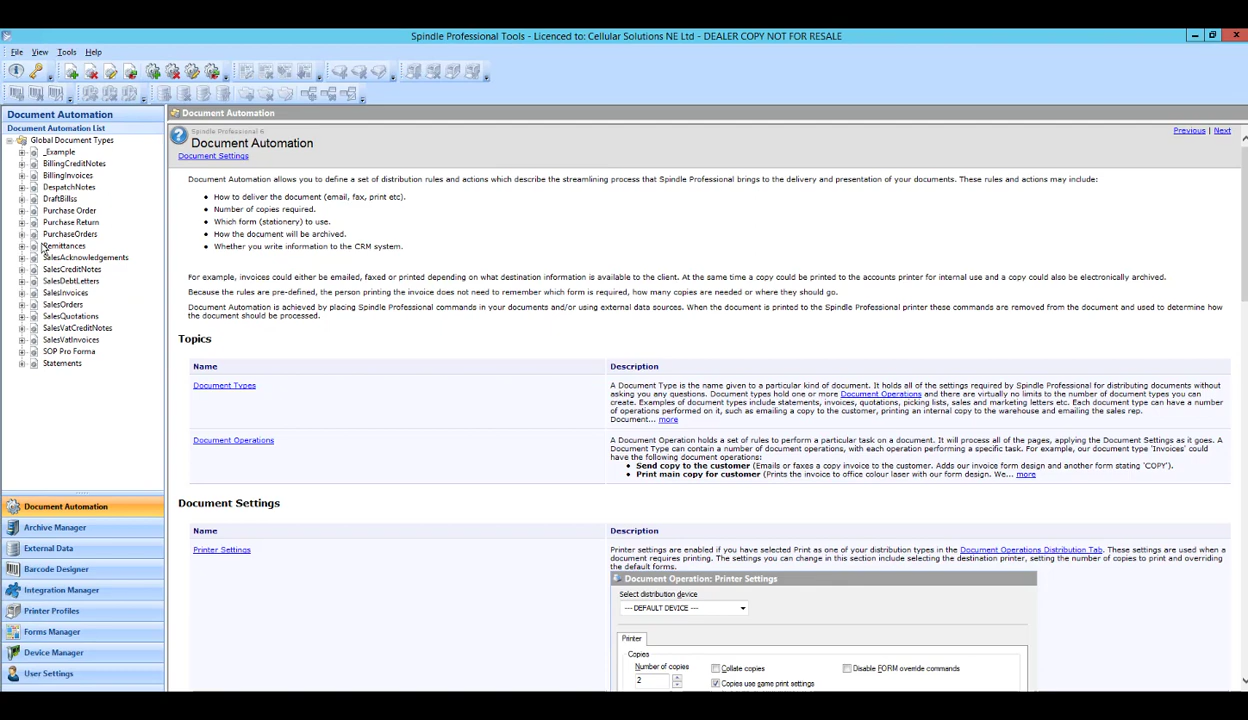 Spindle Professional Tools - Licenced to: Cellular Solutions NE Ltd - DEALER COPY NOT FOR RESALE
File View Tools Help
Document Automation
Document Automation List
Global Document Types
_Example
BillingCreditNotes
BillingInvoices
DespatchNotes
DraftBillss
Purchase Order
Purchase Return
PurchaseOrders
Remittances
SalesAcknowledgements
SalesCreditNotes
SalesDebtLetters
SalesInvoices
SalesOrders
SalesQuotations
SalesVatCreditNotes
SalesVatInvoices
SOP Pro Forma
Statements
Document Automation
Archive Manager
External Data
Barcode Designer
Integration Manager
Printer Profiles
Forms Manager
Device Manager
User Settings
Document Automation
Spindle Professional 6
Previous | Next
Document Automation
Document Settings
Document Automation allows you to define a set of distribution rules and actions which describe the streamlining process that Spindle Professional brings to the delivery and presentation of your documents. These rules and actions may include:
How to deliver the document (email, fax, print etc).
Number of copies required.
Which form (stationery) to use.
How the document will be archived.
Whether you write information to the CRM system.
For example, invoices could either be emailed, faxed or printed depending on what destination information is available to the client. At the same time a copy could be printed to the accounts printer for internal use and a copy could also be electronically archived.
Because the rules are pre-defined, the person printing the invoice does not need to remember which form is required, how many copies are needed or where they should go.
Document Automation is achieved by placing Spindle Professional commands in your documents and/or using external data sources. When the document is printed to the Spindle Professional printer these commands are removed from the document and used to determine how
the document should be processed.
Topics
Name Description
Document Types
A Document Type is the name given to a particular kind of document. It holds all of the settings required by Spindle Professional for distributing documents without
asking you any questions. Document types hold one or more Document Operations and there are virtually no limits to the number of document types you can
create. Examples of document types include statements, invoices, quotations, picking lists, sales and marketing letters etc. Each document type can have a number
of operations performed on it, such as emailing a copy to the customer, printing an internal copy to the warehouse and emailing the sales rep.
Document... more
Document Operations
A Document Operation holds a set of rules to perform a particular task on a document. It will process all of the pages, applying the Document Settings as it goes. A
Document Type can contain a number of document operations, with each operation performing a specific task. For example, our document type 'Invoices' could
have the following document operations:
Send copy to the customer (Emails or faxes a copy invoice to the customer. Adds our invoice form design and another form stating 'COPY').
Print main copy for customer (Prints the invoice to office colour laser with our form design. We... more
Document Settings
Name Description
Printer Settings
Printer settings are enabled if you have selected Print as one of your distribution types in the Document Operations Distribution Tab. These settings are used when a
document requires printing. The settings you can change in this section include selecting the destination printer, setting the number of copies to print and overriding
the default forms.
Document Operation: Printer Settings
Select distribution device
--- DEFAULT DEVICE ---
Printer
Copies
Number of copies
2
Collate copies
Disable FORM override commands
Copies use same print settings